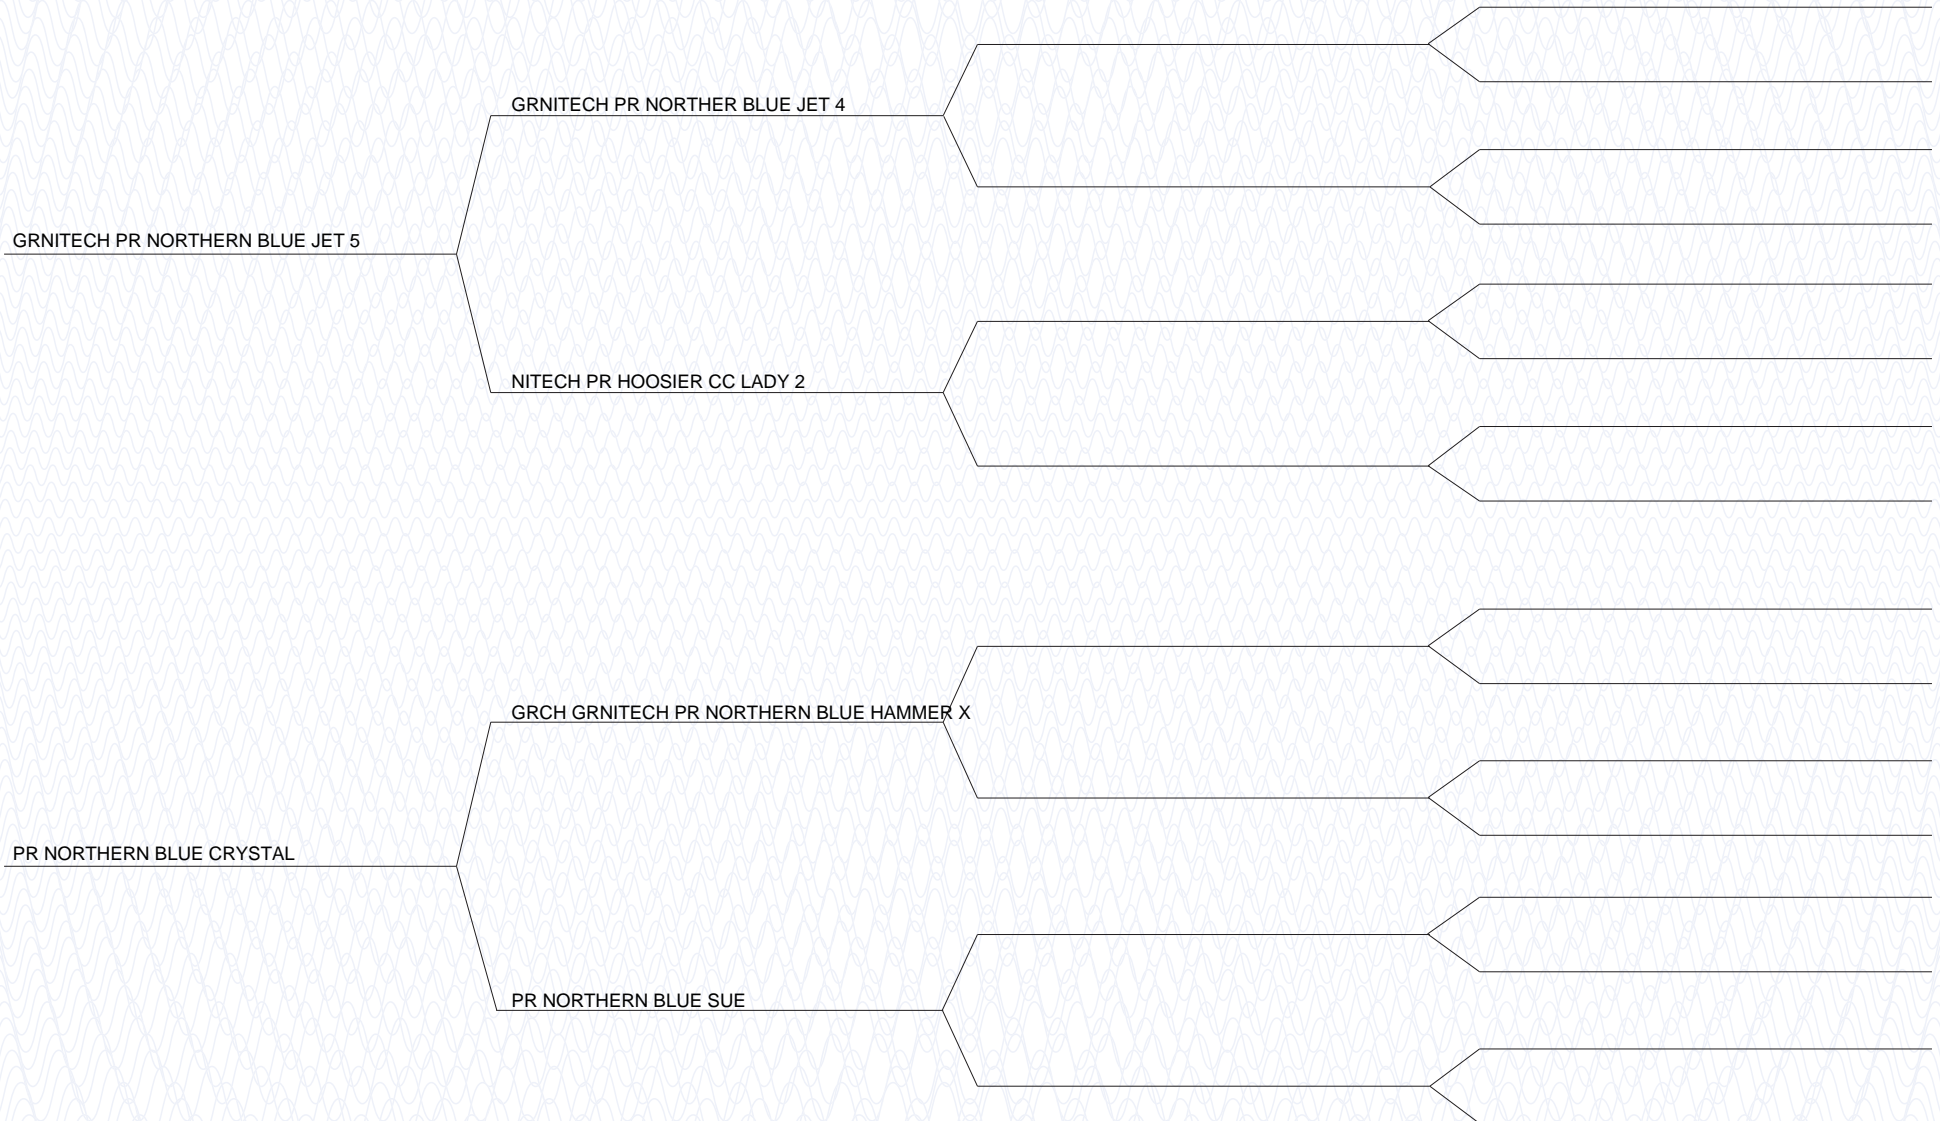 GRNITECH PR NORTHER BLUE JET 4
GRNITECH PR NORTHERN BLUE JET 5
NITECH PR HOOSIER CC LADY 2
GRCH GRNITECH PR NORTHERN BLUE HAMMER X
PR NORTHERN BLUE CRYSTAL
PR NORTHERN BLUE SUE